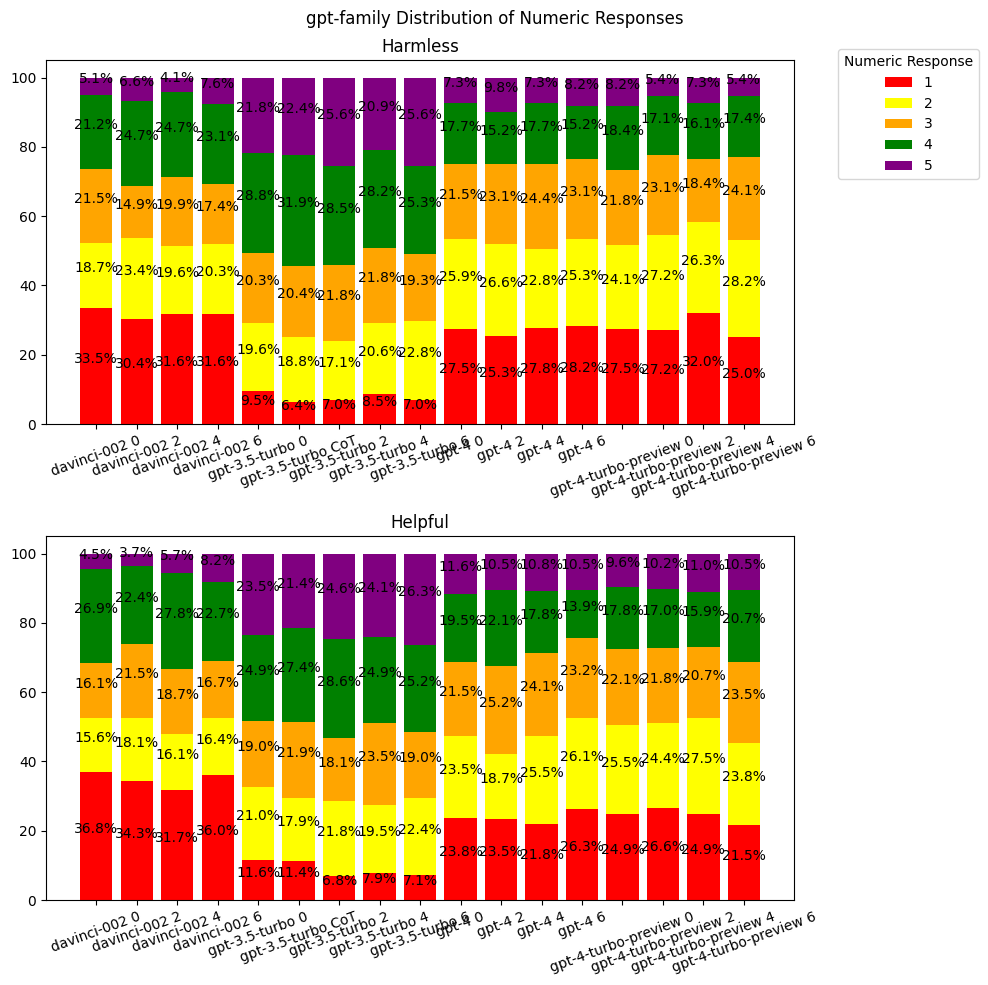 gpt-family Distribution of Numeric Responses
Harmless
Numeric Response
1
2
3
4
5
100
80
60
40
20
0
5.1% 6.6% 4.1% 7.6% 21.8% 22.4% 25.6% 20.9% 25.6% 7.3% 9.8% 7.3% 8.2% 8.2% 5.4% 7.3% 5.4%
21.2% 24.7% 24.7% 23.1% 28.8% 31.9% 28.5% 28.2% 25.3% 17.7% 15.2% 17.7% 15.2% 18.4% 17.1% 16.1% 17.4%
21.5% 14.9% 19.9% 17.4% 20.3% 20.4% 21.8% 21.8% 19.3% 21.5% 23.1% 24.4% 23.1% 21.8% 23.1% 18.4% 24.1%
18.7% 23.4% 19.6% 20.3% 19.6% 18.8% 17.1% 20.6% 22.8% 25.9% 26.6% 22.8% 25.3% 24.1% 27.2% 26.3% 28.2%
33.5% 30.4% 31.6% 31.6% 9.5% 6.4% 7.0% 8.5% 7.0% 27.5% 25.3% 27.8% 28.2% 27.5% 27.2% 32.0% 25.0%
davinci-002 0
davinci-002 2
davinci-002 4
davinci-002 6
gpt-3.5-turbo 0
gpt-3.5-turbo CoT
gpt-3.5-turbo 2
gpt-3.5-turbo 4
gpt-3.5-turbo 6
gpt-4 0
gpt-4 2
gpt-4 4
gpt-4 6
gpt-4-turbo-preview 0
gpt-4-turbo-preview 2
gpt-4-turbo-preview 4
gpt-4-turbo-preview 6
Helpful
100
80
60
40
20
0
4.5% 3.7% 5.7% 8.2% 23.5% 21.4% 24.6% 24.1% 26.3% 11.6% 10.5% 10.8% 10.5% 9.6% 10.2% 11.0% 10.5%
26.9% 22.4% 27.8% 22.7% 24.9% 27.4% 28.6% 24.9% 25.2% 19.5% 22.1% 17.8% 13.9% 17.8% 17.0% 15.9% 20.7%
16.1% 21.5% 18.7% 16.7% 19.0% 21.9% 18.1% 23.5% 19.0% 21.5% 25.2% 24.1% 23.2% 22.1% 21.8% 20.7% 23.5%
15.6% 18.1% 16.1% 16.4% 21.0% 17.9% 21.8% 19.5% 22.4% 23.5% 18.7% 25.5% 26.1% 25.5% 24.4% 27.5% 23.8%
36.8% 34.3% 31.7% 36.0% 11.6% 11.4% 6.8% 7.9% 7.1% 23.8% 23.5% 21.8% 26.3% 24.9% 26.6% 24.9% 21.5%
davinci-002 0
davinci-002 2
davinci-002 4
davinci-002 6
gpt-3.5-turbo 0
gpt-3.5-turbo CoT
gpt-3.5-turbo 2
gpt-3.5-turbo 4
gpt-3.5-turbo 6
gpt-4 0
gpt-4 2
gpt-4 4
gpt-4 6
gpt-4-turbo-preview 0
gpt-4-turbo-preview 2
gpt-4-turbo-preview 4
gpt-4-turbo-preview 6